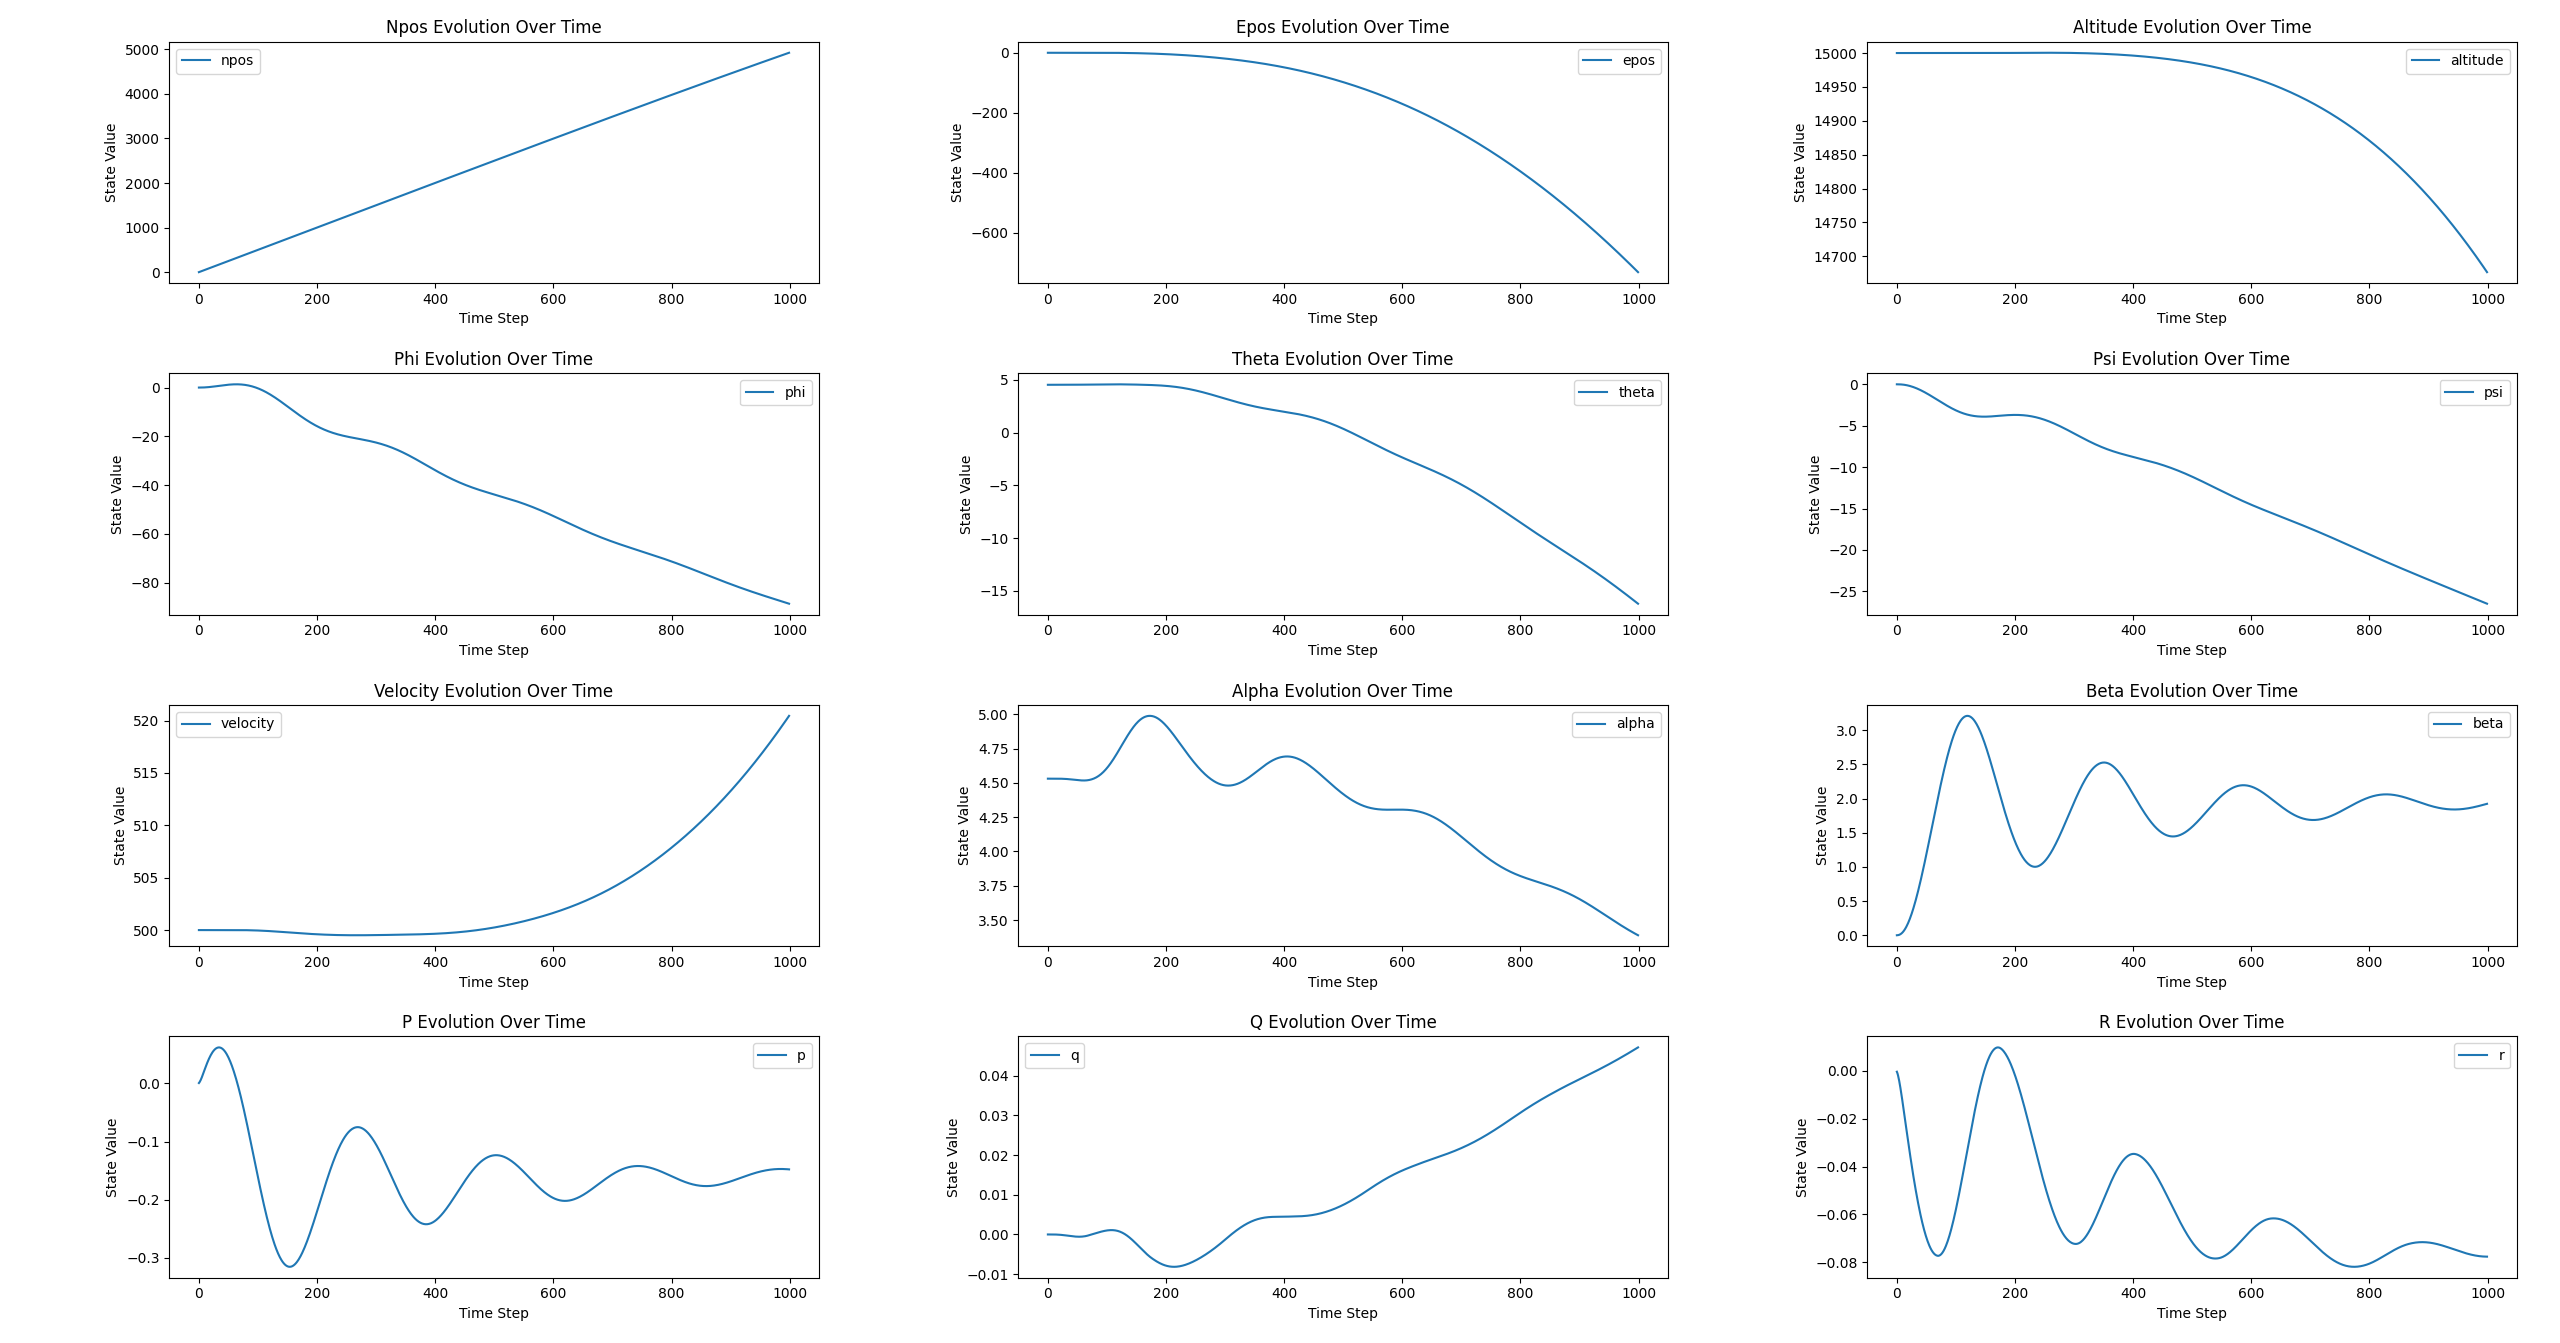 Npos Evolution Over Time
5000
4000
3000
2000
1000
0
State Value
npos
0 200 400 600 800 1000
Time Step
Epos Evolution Over Time
0
−200
−400
−600
State Value
epos
0 200 400 600 800 1000
Time Step
Altitude Evolution Over Time
15000
14950
14900
14850
14800
14750
14700
State Value
altitude
0 200 400 600 800 1000
Time Step
Phi Evolution Over Time
0
−20
−40
−60
−80
State Value
phi
0 200 400 600 800 1000
Time Step
Theta Evolution Over Time
5
0
−5
−10
−15
State Value
theta
0 200 400 600 800 1000
Time Step
Psi Evolution Over Time
0
−5
−10
−15
−20
−25
State Value
psi
0 200 400 600 800 1000
Time Step
Velocity Evolution Over Time
520
515
510
505
500
State Value
velocity
0 200 400 600 800 1000
Time Step
Alpha Evolution Over Time
5.00
4.75
4.50
4.25
4.00
3.75
3.50
State Value
alpha
0 200 400 600 800 1000
Time Step
Beta Evolution Over Time
3.0
2.5
2.0
1.5
1.0
0.5
0.0
State Value
beta
0 200 400 600 800 1000
Time Step
P Evolution Over Time
0.0
−0.1
−0.2
−0.3
State Value
p
0 200 400 600 800 1000
Time Step
Q Evolution Over Time
0.04
0.03
0.02
0.01
0.00
−0.01
State Value
q
0 200 400 600 800 1000
Time Step
R Evolution Over Time
0.00
−0.02
−0.04
−0.06
−0.08
State Value
r
0 200 400 600 800 1000
Time Step